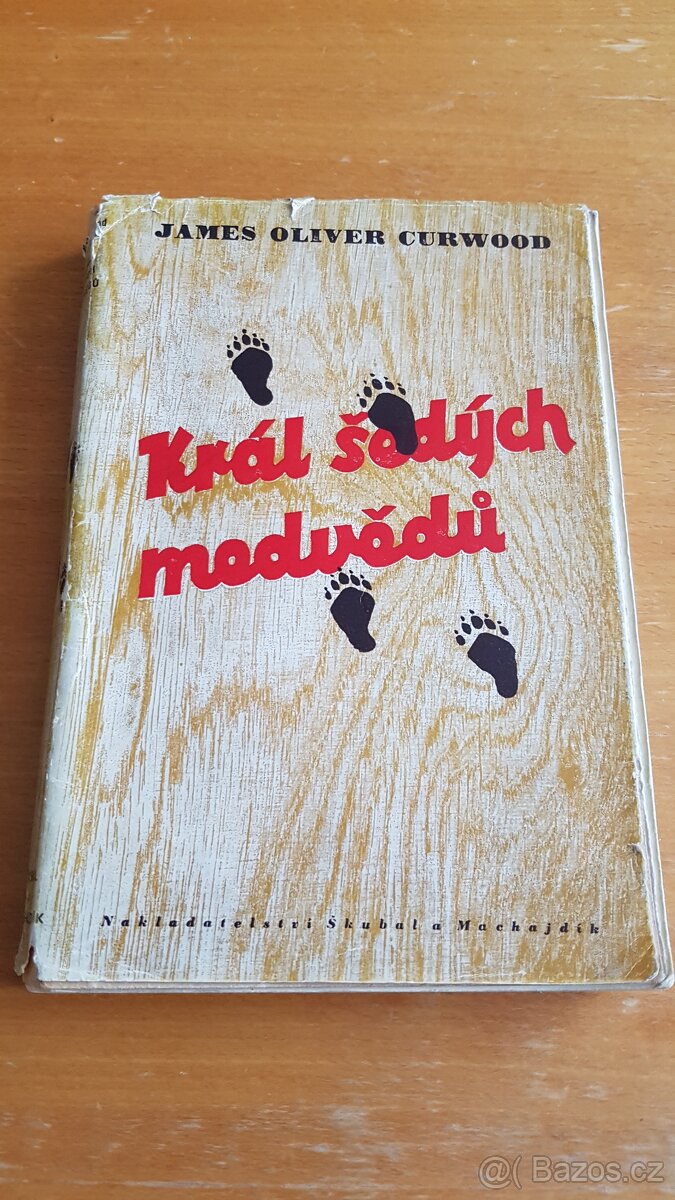 JAMES OLIVER CURWOOD
Král šedých
medvědů
Nakladatelství Škubal a Machajdík
@( Bazos.cz